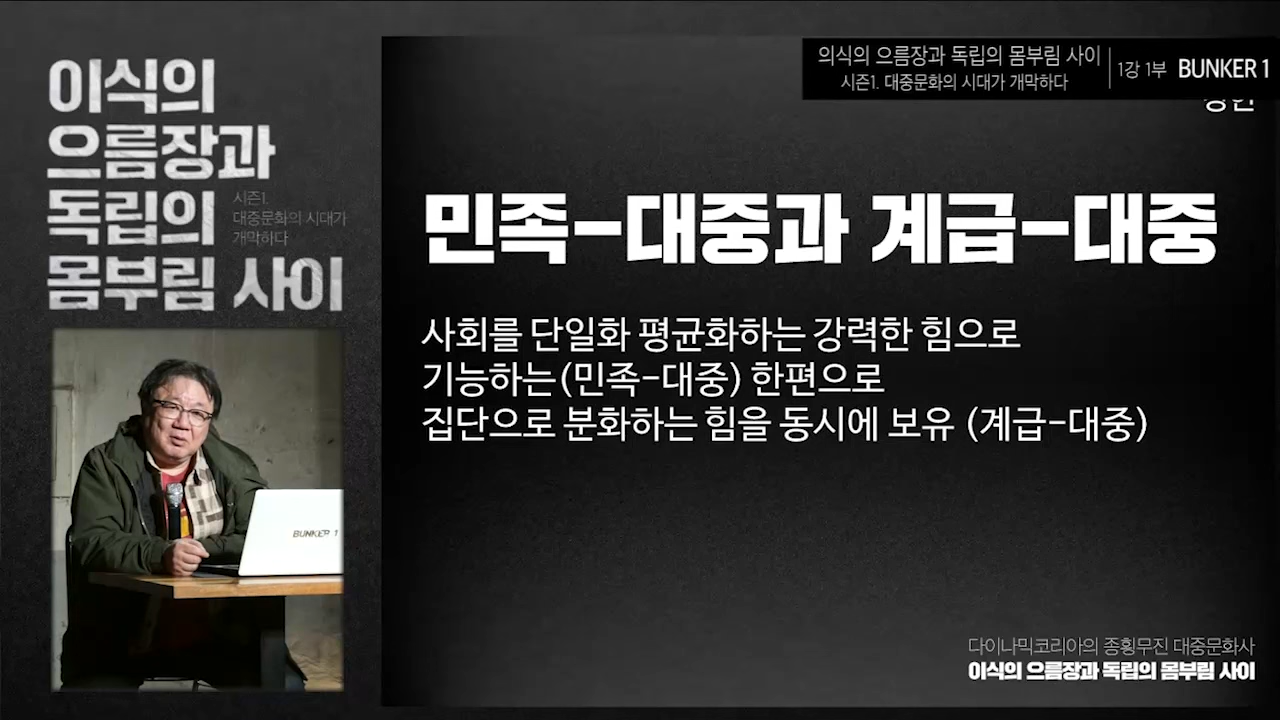 이식의
으름장과
독립의
몸부림 사이
시즌1.
대중문화의 시대가
개막하다
의식의 으름장과 독립의 몸부림 사이
시즌1. 대중문화의 시대가 개막하다
1강 1부
BUNKER 1
민족-대중과 계급-대중
사회를 단일화 평균화하는 강력한 힘으로
기능하는(민족-대중) 한편으로
집단으로 분화하는 힘을 동시에 보유 (계급-대중)
BUNKER 1
다이나믹코리아의 종횡무진 대중문화사
이식의 으름장과 독립의 몸부림 사이